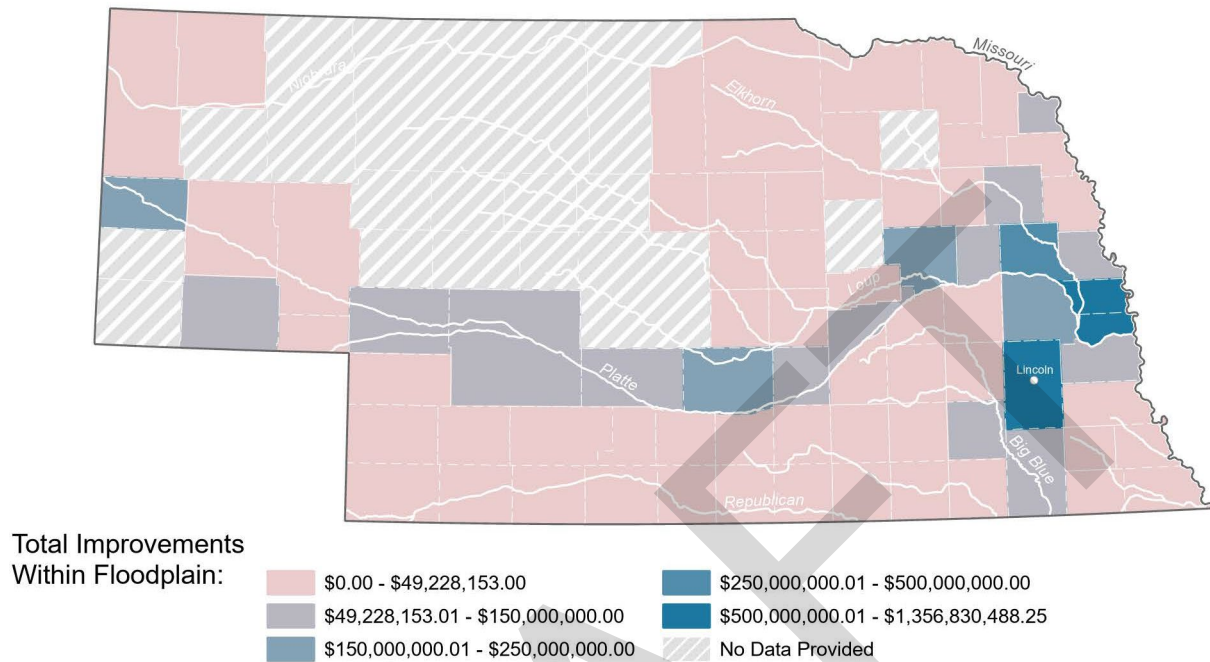 Missouri
Niobrara
Elkhorn
Loup
Platte
Lincoln
Big Blue
Republican
Total Improvements
Within Floodplain:
$0.00 - $49,228,153.00
$49,228,153.01 - $150,000,000.00
$150,000,000.01 - $250,000,000.00
$250,000,000.01 - $500,000,000.00
$500,000,000.01 - $1,356,830,488.25
No Data Provided